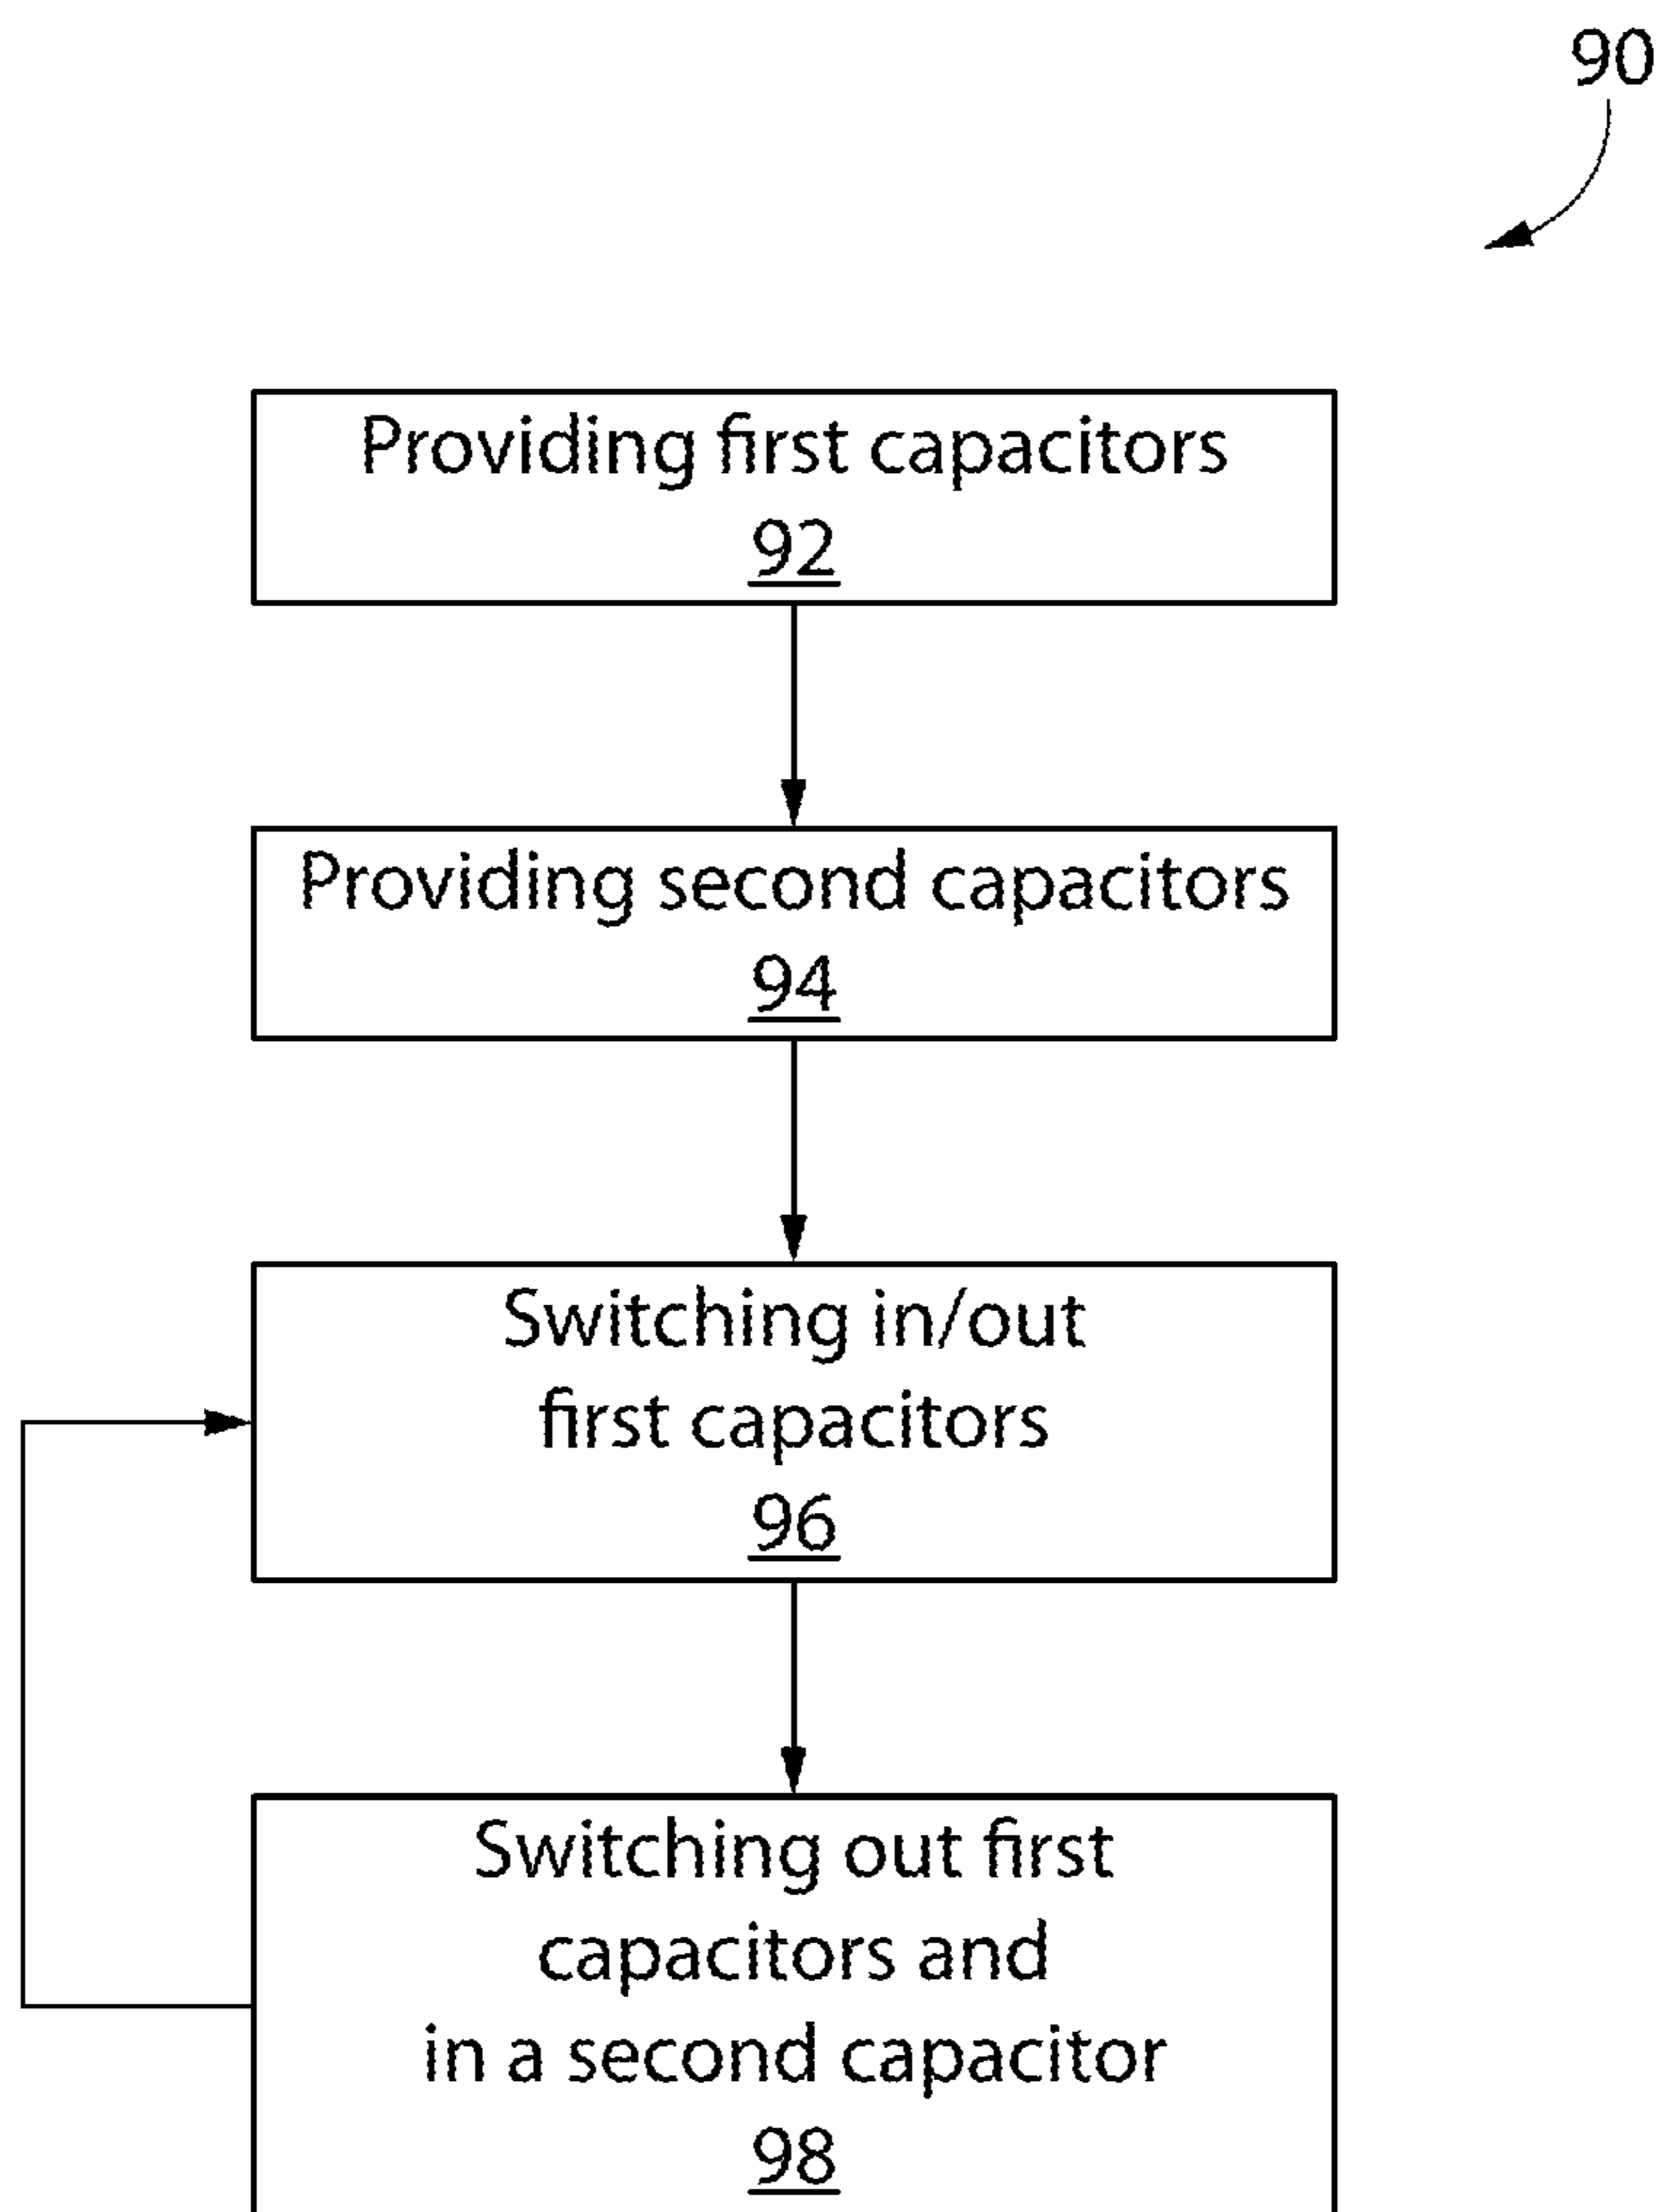 90
Providing first capacitors
92
Providing second capacitors
94
Switching in/out
first capacitors
96
Switching out first
capacitors and
in a second capacitor
98